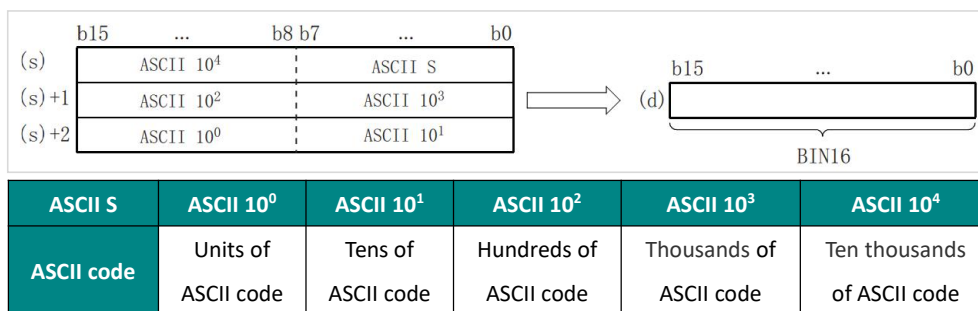 b15 ... b8 b7 ... b0
(s) ASCII 10⁴ ASCII S
(s)+1 ASCII 10² ASCII 10³
(s)+2 ASCII 10⁰ ASCII 10¹
b15 ... b0
(d)
BIN16
ASCII S ASCII 10⁰ ASCII 10¹ ASCII 10² ASCII 10³ ASCII 10⁴
ASCII code Units of ASCII code Tens of ASCII code Hundreds of ASCII code Thousands of ASCII code Ten thousands of ASCII code